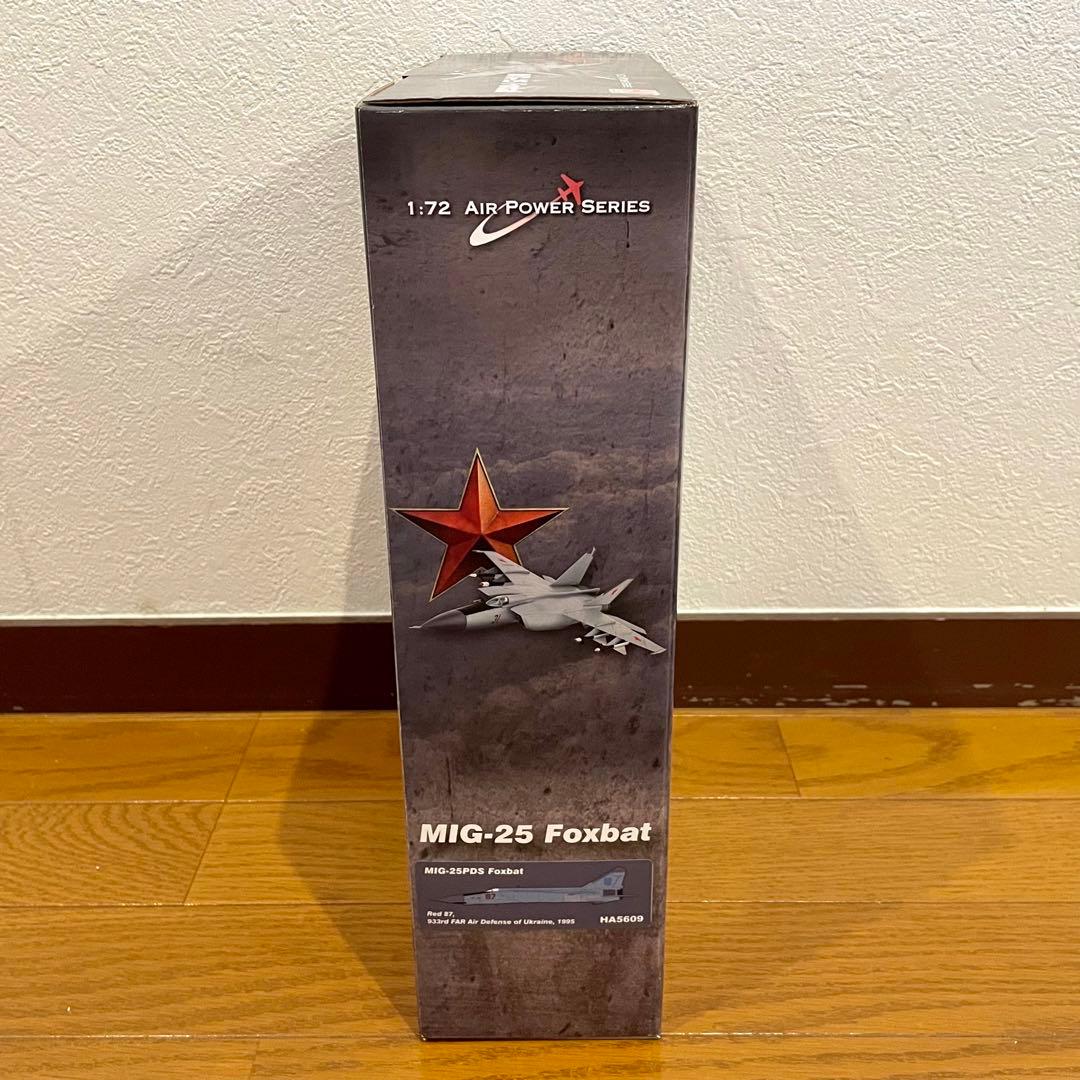 1:72 AIR POWER SERIES
MIG-25 Foxbat
MIG-25PDS Foxbat
Red 87,
933rd FAR Air Defense of Ukraine, 1995
HA5609